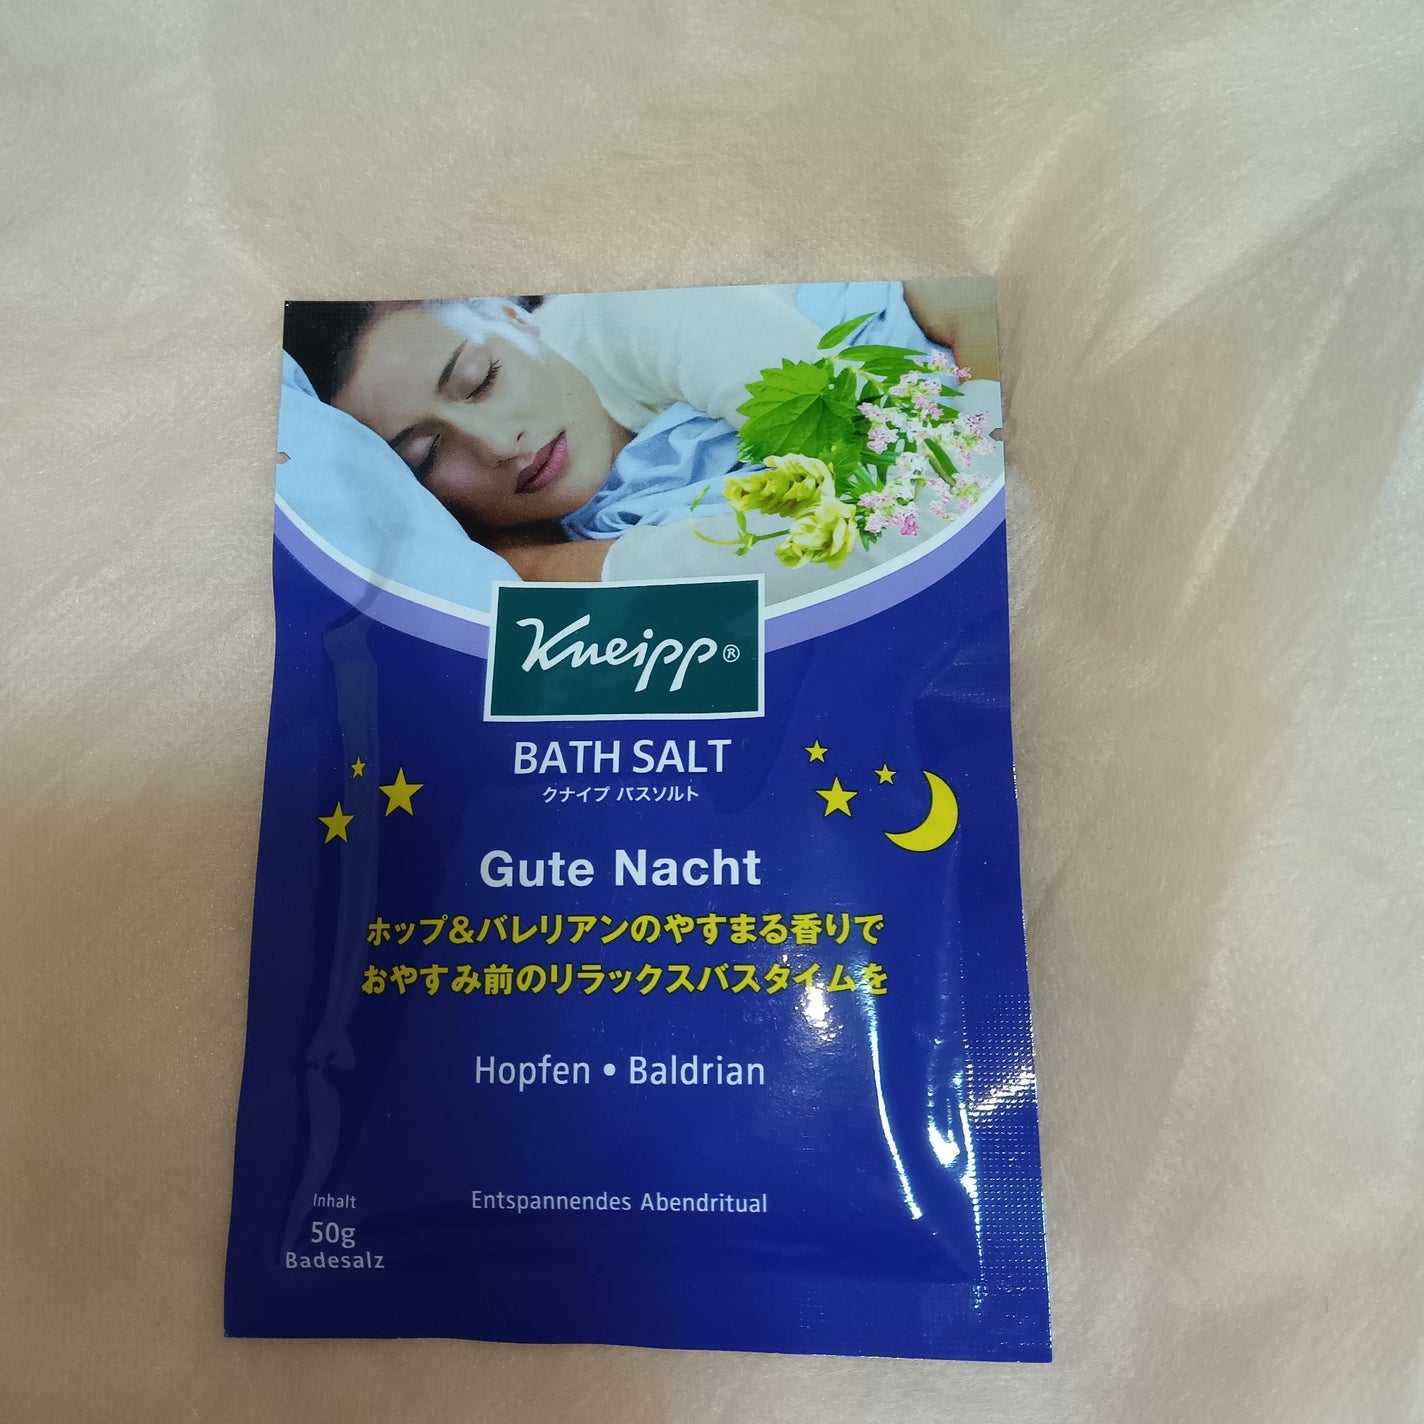 Kneipp®
BATH SALT
クナイプ バスソルト
Gute Nacht
ホップ&バレリアンのやすまる香りで
おやすみ前のリラックスバスタイムを
Hopfen • Baldrian
Entspannendes Abendritual
Inhalt
50g
Badesalz